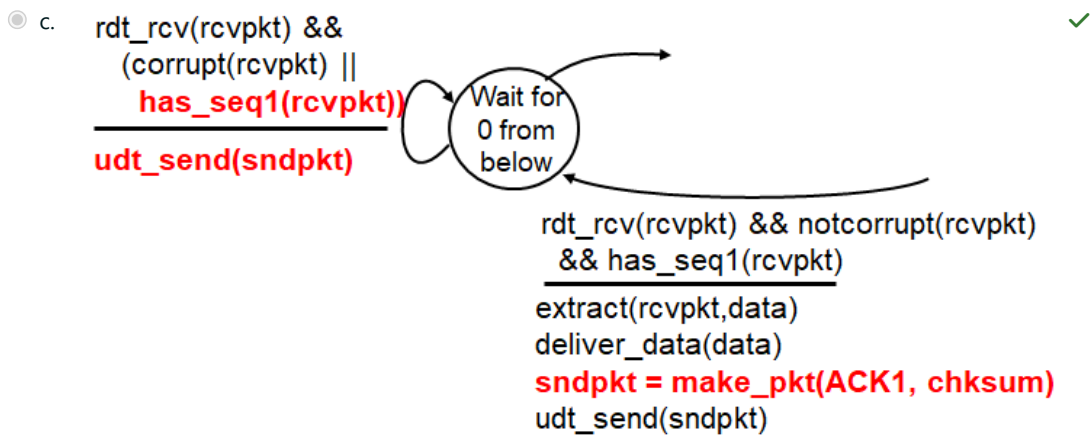 c.
rdt_rcv(rcvpkt) &&
(corrupt(rcvpkt) ||
has_seq1(rcvpkt))
udt_send(sndpkt)
Wait for
0 from
below
rdt_rcv(rcvpkt) && notcorrupt(rcvpkt)
&& has_seq1(rcvpkt)
extract(rcvpkt,data)
deliver_data(data)
sndpkt = make_pkt(ACK1, chksum)
udt_send(sndpkt)